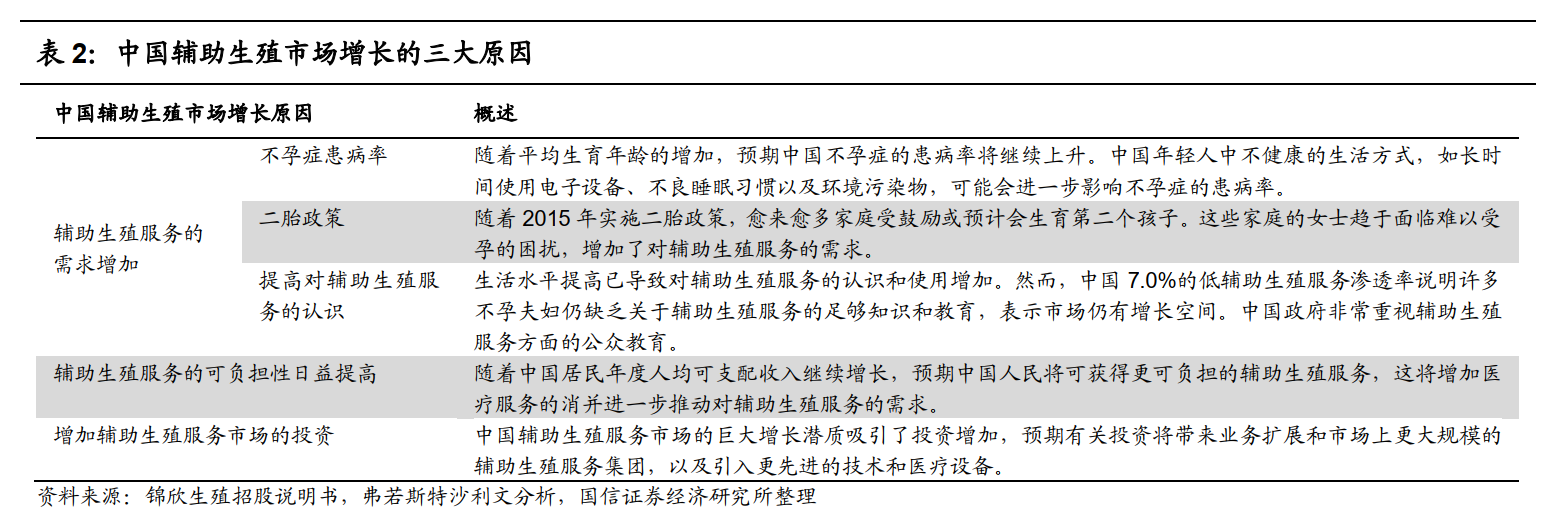 表 2：中国辅助生殖市场增长的三大原因
中国辅助生殖市场增长原因 概述
不孕症患病率 随着平均生育年龄的增加，预期中国不孕症的患病率将继续上升。中国年轻人中不健康的生活方式，如长时
间使用电子设备、不良睡眠习惯以及环境污染物，可能会进一步影响不孕症的患病率。
辅助生殖服务的
需求增加
二胎政策 随着 2015 年实施二胎政策，愈来愈多家庭受鼓励或预计会生育第二个孩子。这些家庭的女士趋于面临难以受
孕的困扰，增加了对辅助生殖服务的需求。
提高对辅助生殖服 生活水平提高已导致对辅助生殖服务的认识和使用增加。然而，中国 7.0%的低辅助生殖服务渗透率说明许多
务的认识 不孕夫妇仍缺乏关于辅助生殖服务的足够知识和教育，表示市场仍有增长空间。中国政府非常重视辅助生殖
服务方面的公众教育。
辅助生殖服务的可负担性日益提高 随着中国居民年度人均可支配收入继续增长，预期中国人民将可获得更可负担的辅助生殖服务，这将增加医
疗服务的消并进一步推动对辅助生殖服务的需求。
增加辅助生殖服务市场的投资 中国辅助生殖服务市场的巨大增长潜质吸引了投资增加，预期有关投资将带来业务扩展和市场上更大规模的
辅助生殖服务集团，以及引入更先进的技术和医疗设备。
资料来源：锦欣生殖招股说明书，弗若斯特沙利文分析，国信证券经济研究所整理